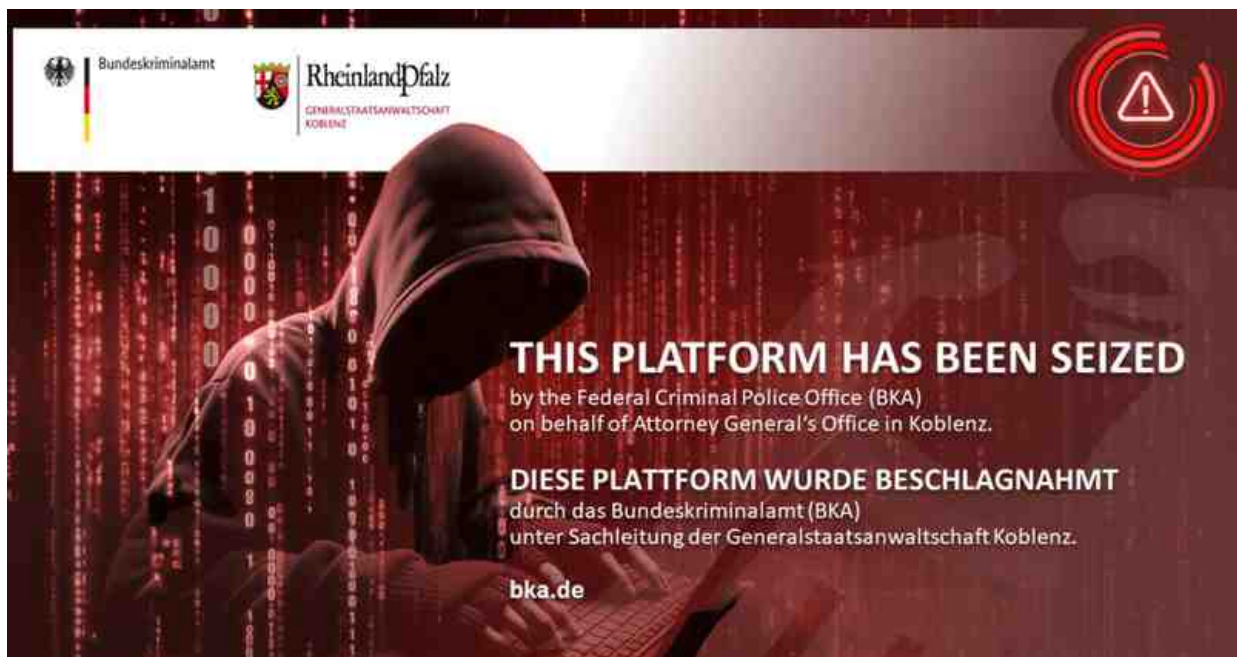 Bundeskriminalamt
RheinlandPfalz
GENERALSTAATSANWALTSCHAFT
KOBLENZ
THIS PLATFORM HAS BEEN SEIZED
by the Federal Criminal Police Office (BKA)
on behalf of Attorney General's Office in Koblenz.
DIESE PLATTFORM WURDE BESCHLAGNAHMT
durch das Bundeskriminalamt (BKA)
unter Sachleitung der Generalstaatsanwaltschaft Koblenz.
bka.de